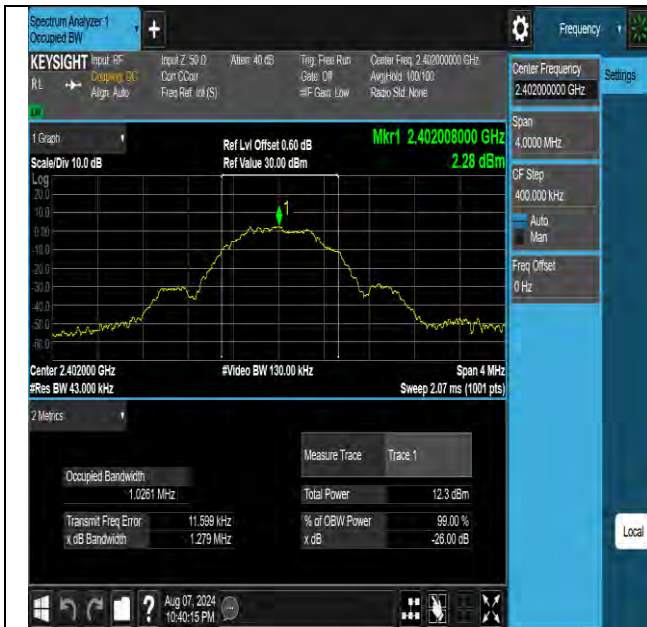 Spectrum Analyzer 1
Occupied BW
Frequency
KEYSIGHT
RL
Input: RF
Coupling: DC
Align: Auto
Input Z: 50 Ω
Corr CCorr
Freq Ref: Int (S)
Atten: 40 dB
Trig: Free Run
Gate: Off
#IF Gain: Low
Center Freq: 2.402000000 GHz
Avg|Hold: 100/100
Radio Std: None
1 Graph
Scale/Div 10.0 dB
Ref Lvl Offset 0.60 dB
Ref Value 30.00 dBm
Mkr1 2.402008000 GHz
2.28 dBm
Log
20.0
10.0
0.00
-10.0
-20.0
-30.0
-40.0
-50.0
-60.0
1
Center 2.402000 GHz
#Res BW 43.000 kHz
#Video BW 130.00 kHz
Span 4 MHz
Sweep 2.07 ms (1001 pts)
2 Metrics
Measure Trace Trace 1
Occupied Bandwidth
1.0261 MHz
Total Power 12.3 dBm
Transmit Freq Error 11.599 kHz
% of OBW Power 99.00 %
x dB Bandwidth 1.279 MHz
x dB -26.00 dB
Center Frequency
2.402000000 GHz
Settings
Span
4.0000 MHz
CF Step
400.000 kHz
Auto
Man
Freq Offset
0 Hz
Local
?
Aug 07, 2024
10:40:15 PM